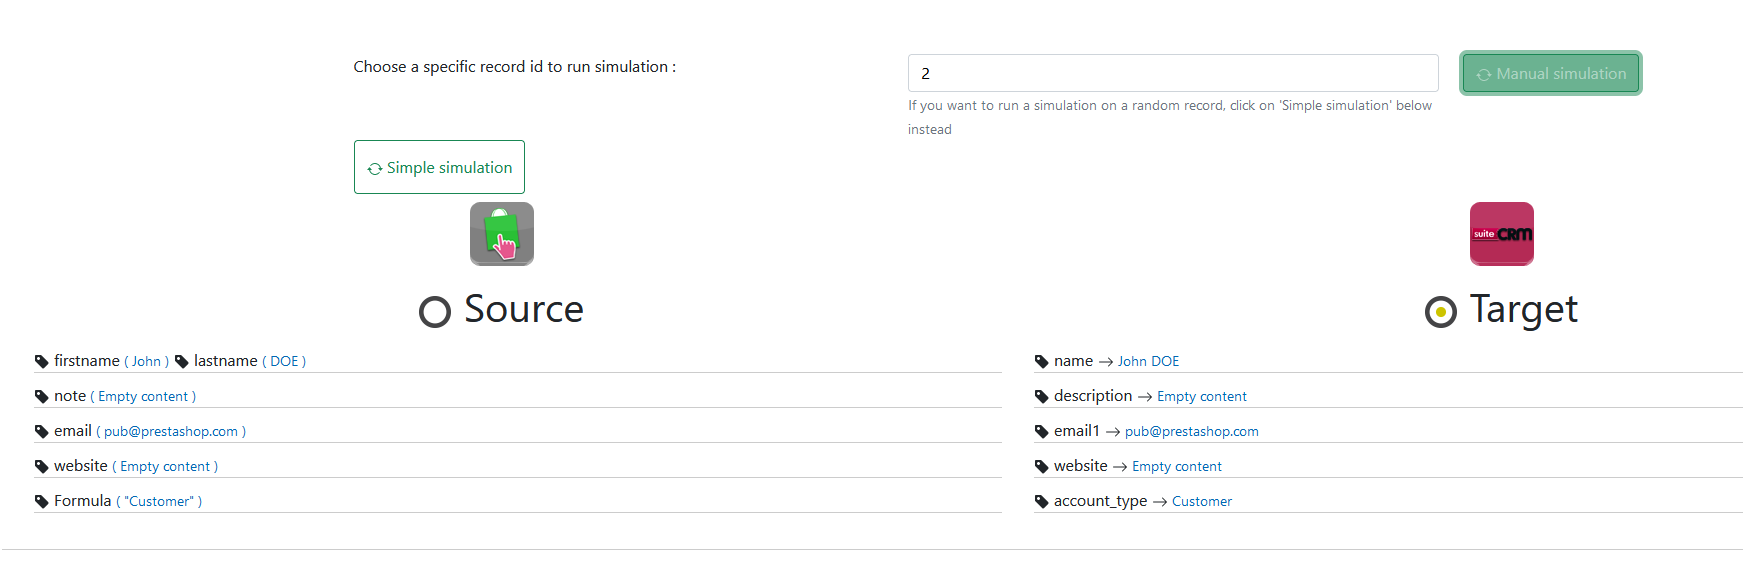 Choose a specific record id to run simulation :
2
Manual simulation
If you want to run a simulation on a random record, click on 'Simple simulation' below
instead
Simple simulation
suite CRM
Source
Target
firstname ( John ) lastname ( DOE )
name → John DOE
note ( Empty content )
description → Empty content
email ( pub@prestashop.com )
email1 → pub@prestashop.com
website ( Empty content )
website → Empty content
Formula ( "Customer" )
account_type → Customer